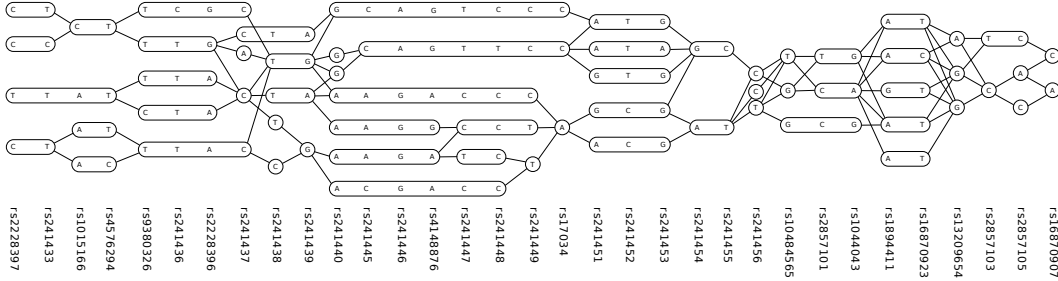 C T T C G C G C A G T C C C A T G A T
C T C T A A T C
C C T T G A G C A G T T C C A T A G C T T G A C G C
G T G C A
T T A T T T A C T A A A G A C C C G C G C G C A G T C A
C T A T A A G G C C T A A C G A T T G C G A T G C
C T A T T T A C G A A G A T C A C G A T
A C C A C G A C C T
rs2228397
rs241433
rs1015166
rs4576294
rs9380326
rs241436
rs2228396
rs241437
rs241438
rs241439
rs241440
rs241445
rs241446
rs4148876
rs241447
rs241448
rs241449
rs17034
rs241451
rs241452
rs241453
rs241454
rs241455
rs241456
rs10484565
rs2857101
rs1044043
rs1894411
rs16870923
rs13209654
rs2857103
rs2857105
rs16870907